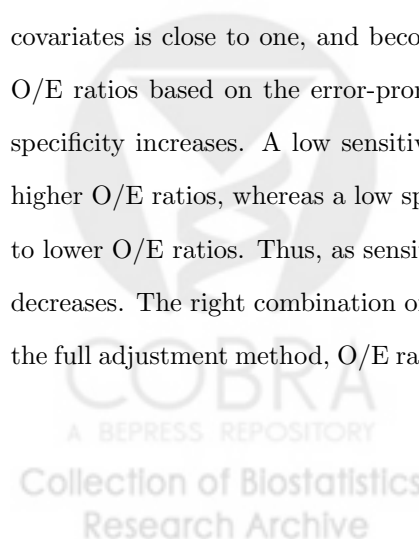 covariates is close to one, and beco
O/E ratios based on the error-pron
specificity increases. A low sensitiv
higher O/E ratios, whereas a low sp
to lower O/E ratios. Thus, as sensit
decreases. The right combination o
the full adjustment method, O/E ra
COBRA
A BEPRESS REPOSITORY
Collection of Biostatistics
Research Archive